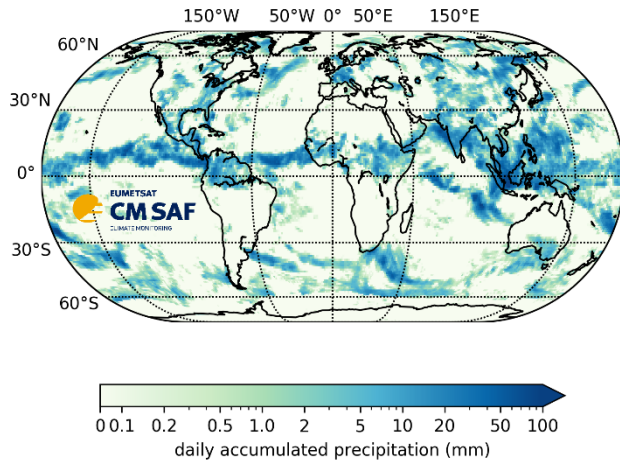 150°W 50°W 0° 50°E 150°E
60°N
30°N
0°
EUMETSAT
CM SAF
CLIMATE MONITORING
30°S
60°S
0 0.1 0.2 0.5 1.0 2 5 10 20 50 100
daily accumulated precipitation (mm)